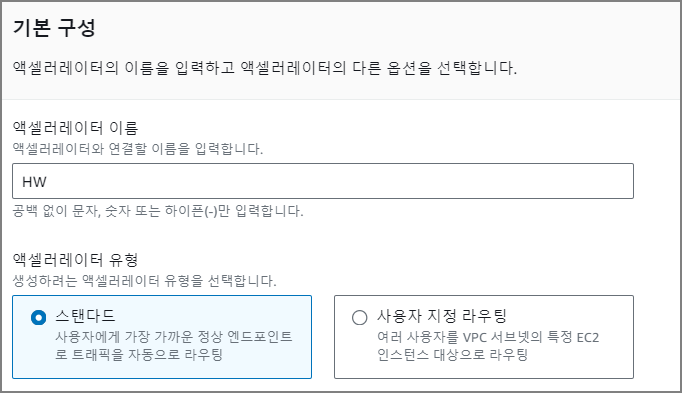 기본 구성
액셀러레이터의 이름을 입력하고 액셀러레이터의 다른 옵션을 선택합니다.
액셀러레이터 이름
액셀러레이터와 연결할 이름을 입력합니다.
HW
공백 없이 문자, 숫자 또는 하이픈(-)만 입력합니다.
액셀러레이터 유형
생성하려는 액셀러레이터 유형을 선택합니다.
스탠다드
사용자에게 가장 가까운 정상 엔드포인트
로 트래픽을 자동으로 라우팅
사용자 지정 라우팅
여러 사용자를 VPC 서브넷의 특정 EC2
인스턴스 대상으로 라우팅